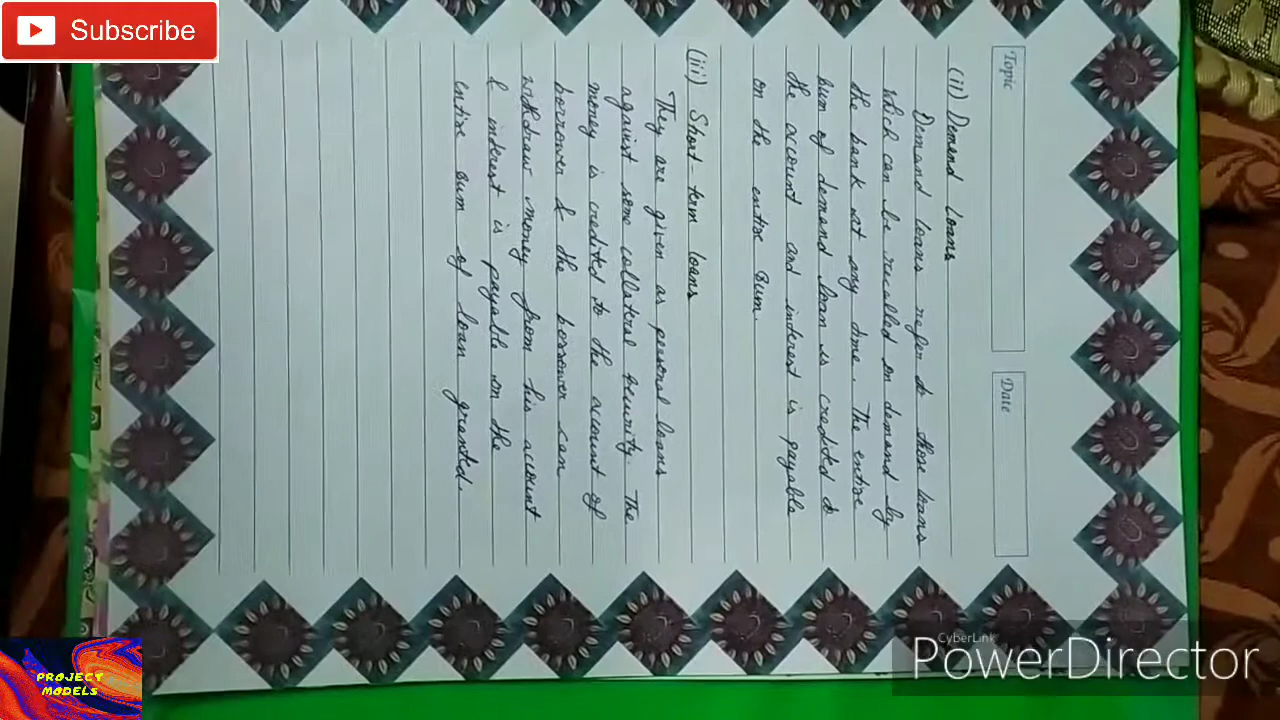 Subscribe
Topic
Date
(ii) Demand loans
Demand loans refer to those loans
which can be recalled on demand by
the bank at any time. The entire
sum of demand loan is credited to
the account and interest is payable
on the entire sum.
(iii) Short-term loans
They are given as personal loans
against some collateral security. The
money is credited to the account of
borrower & the borrower can
withdraw money from his account
& interest is payable on the
entire sum of loan granted.
PROJECT
MODELS
CyberLink
PowerDirector